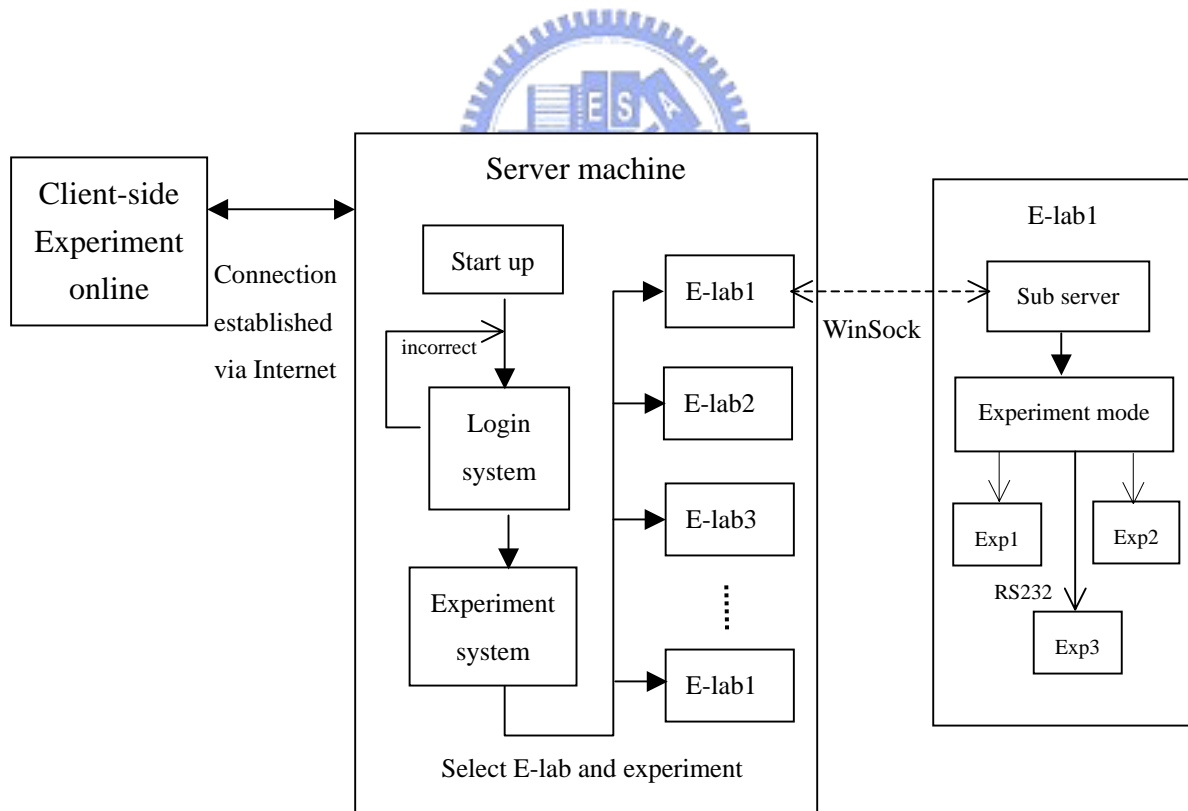 E S A
Client-side
Experiment
online
Connection
established
via Internet
Server machine
Start up
incorrect
Login
system
Experiment
system
E-lab1
E-lab2
E-lab3
E-lab1
Select E-lab and experiment
WinSock
E-lab1
Sub server
Experiment mode
Exp1
Exp2
RS232
Exp3